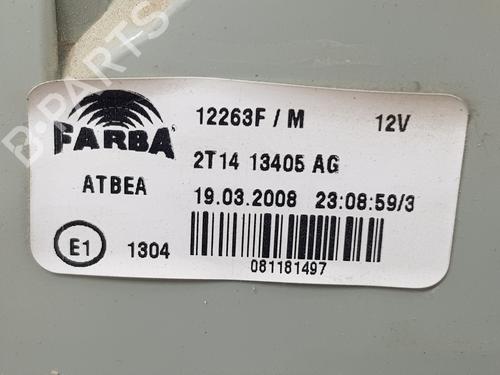 FARBA
12263F / M 12V
2T14 13405 AG
ATBEA
19.03.2008 23:08:59/3
E1 1304
081181497
B-PARTS